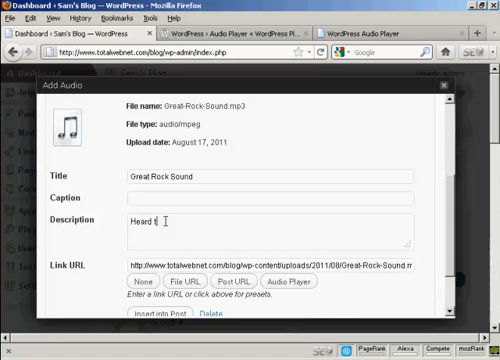 Dashboard ‹ Sam's Blog — WordPress - Mozilla Firefox
File Edit View History Bookmarks Tools Help
Dashboard ‹ Sam's Blog — WordPress
WordPress › Audio Player « WordPress Pl...
WordPress Audio Player
http://www.totalwebnet.com/blog/wp-admin/index.php
Google
Sam's Blog
Add Audio
File name: Great-Rock-Sound.mp3
File type: audio/mpeg
Upload date: August 17, 2011
Title Great Rock Sound
Caption
Description Heard t
Link URL http://www.totalwebnet.com/blog/wp-content/uploads/2011/08/Great-Rock-Sound.m
None File URL Post URL Audio Player
Enter a link URL or click above for presets.
Insert into Post Delete
PageRank Alexa Compete mozRank